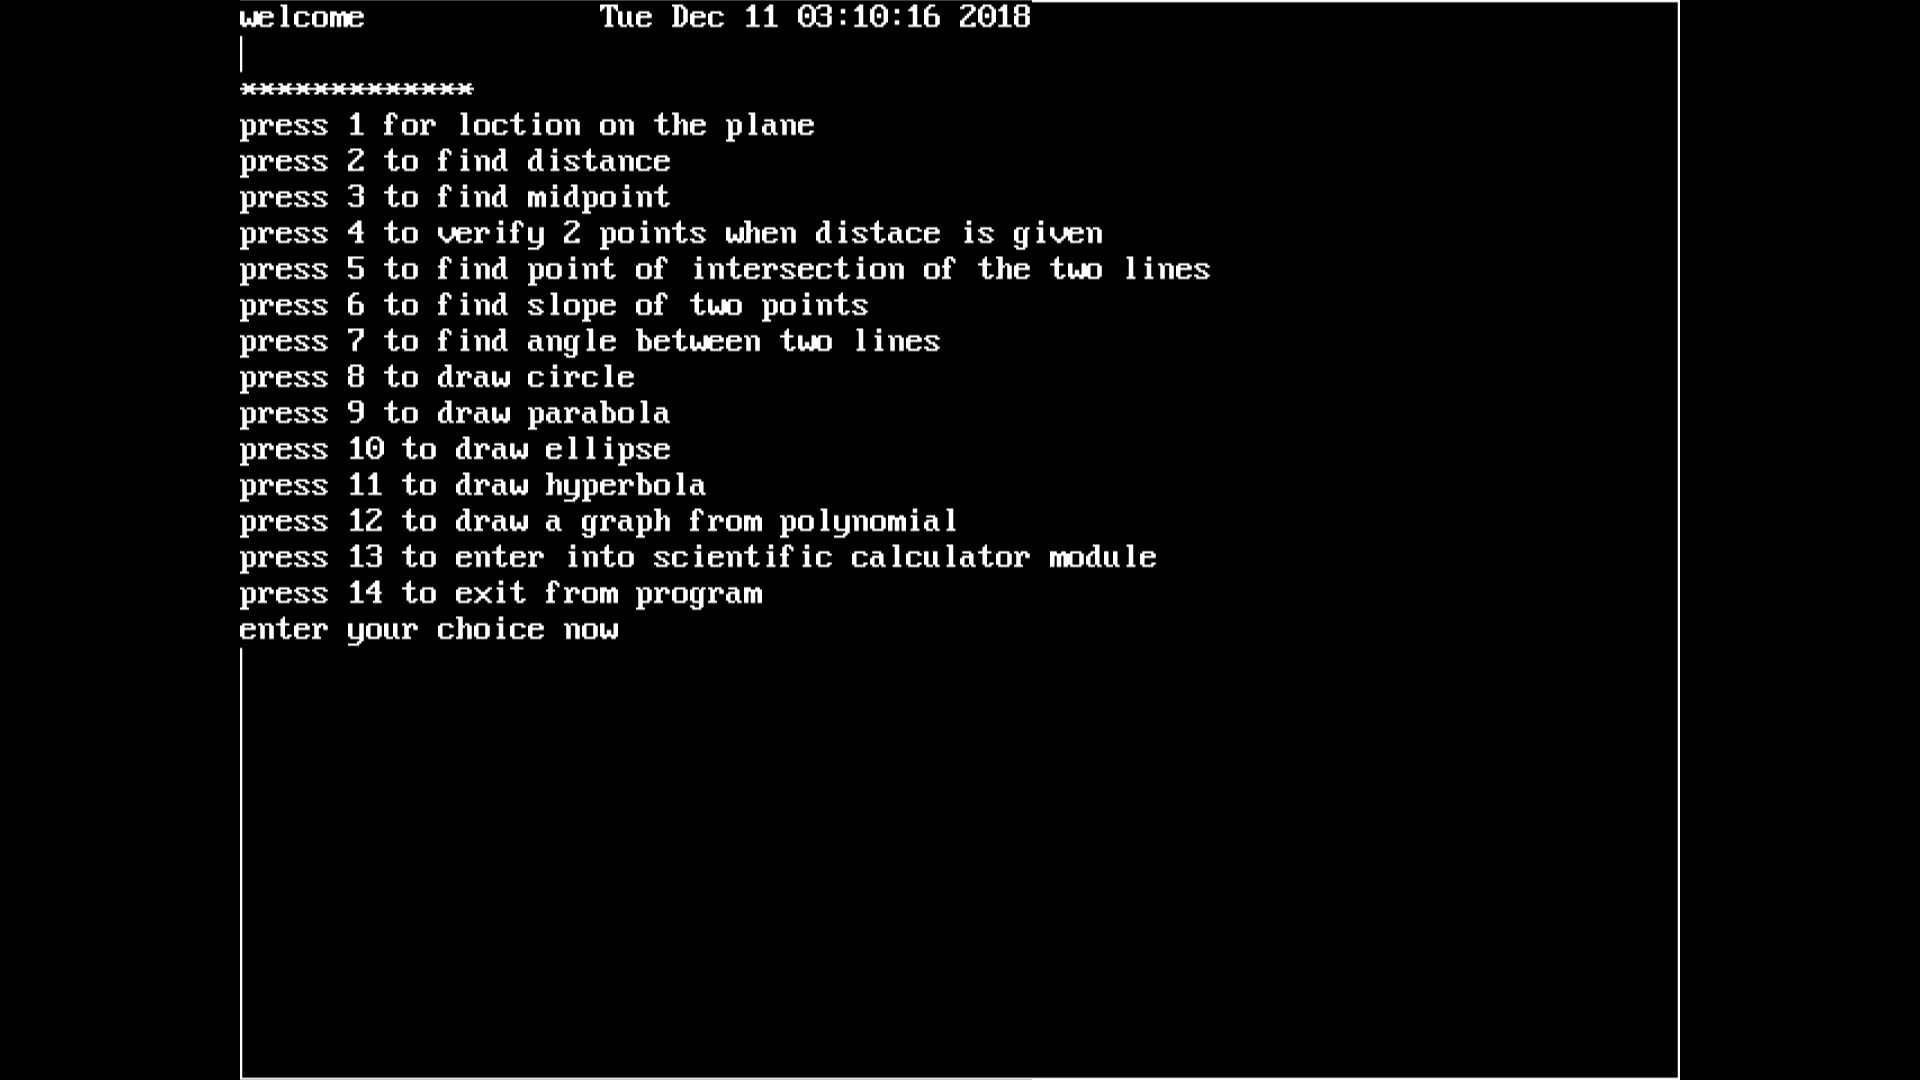 welcome Tue Dec 11 03:10:16 2018
*************
press 1 for loction on the plane
press 2 to find distance
press 3 to find midpoint
press 4 to verify 2 points when distace is given
press 5 to find point of intersection of the two lines
press 6 to find slope of two points
press 7 to find angle between two lines
press 8 to draw circle
press 9 to draw parabola
press 10 to draw ellipse
press 11 to draw hyperbola
press 12 to draw a graph from polynomial
press 13 to enter into scientific calculator module
press 14 to exit from program
enter your choice now